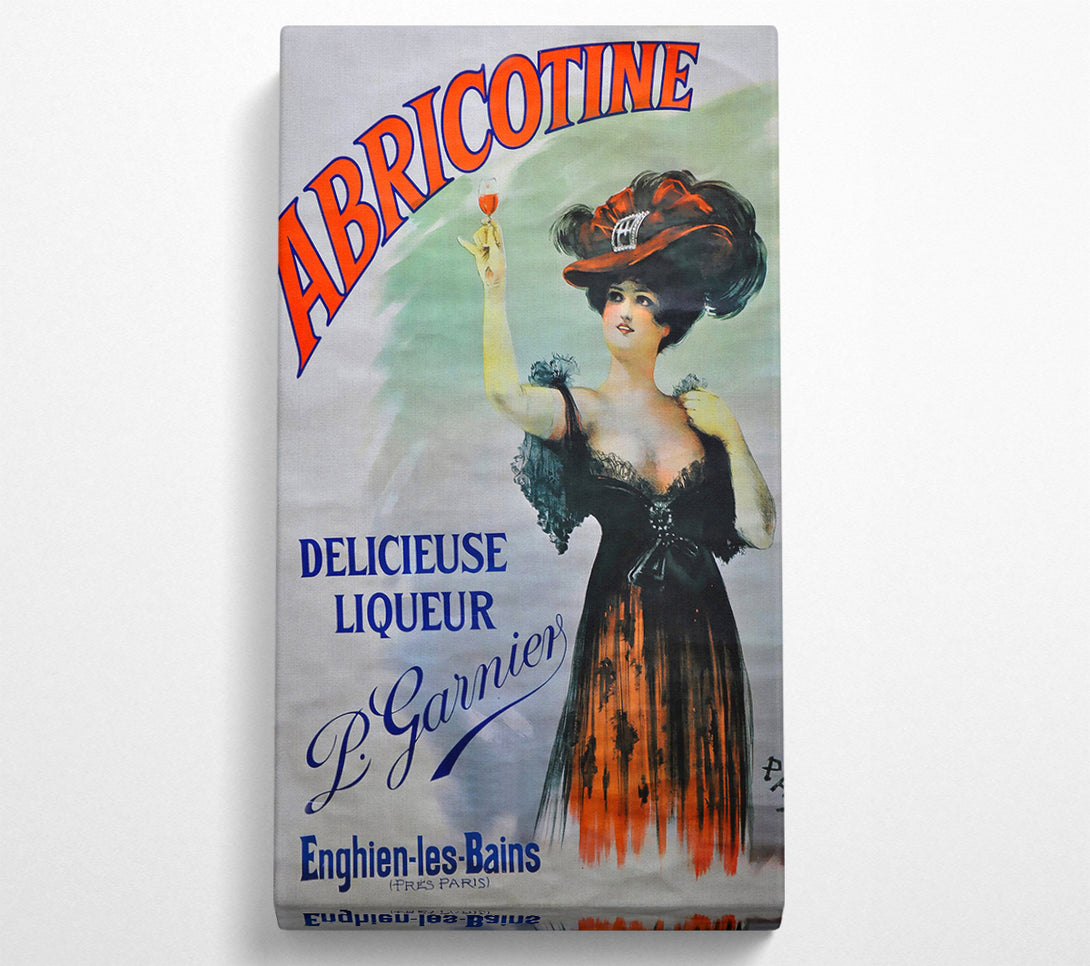 ABRICOTINE
DELICIEUSE
LIQUEUR
P. Garnier
Enghien-les-Bains
(PRES PARIS)